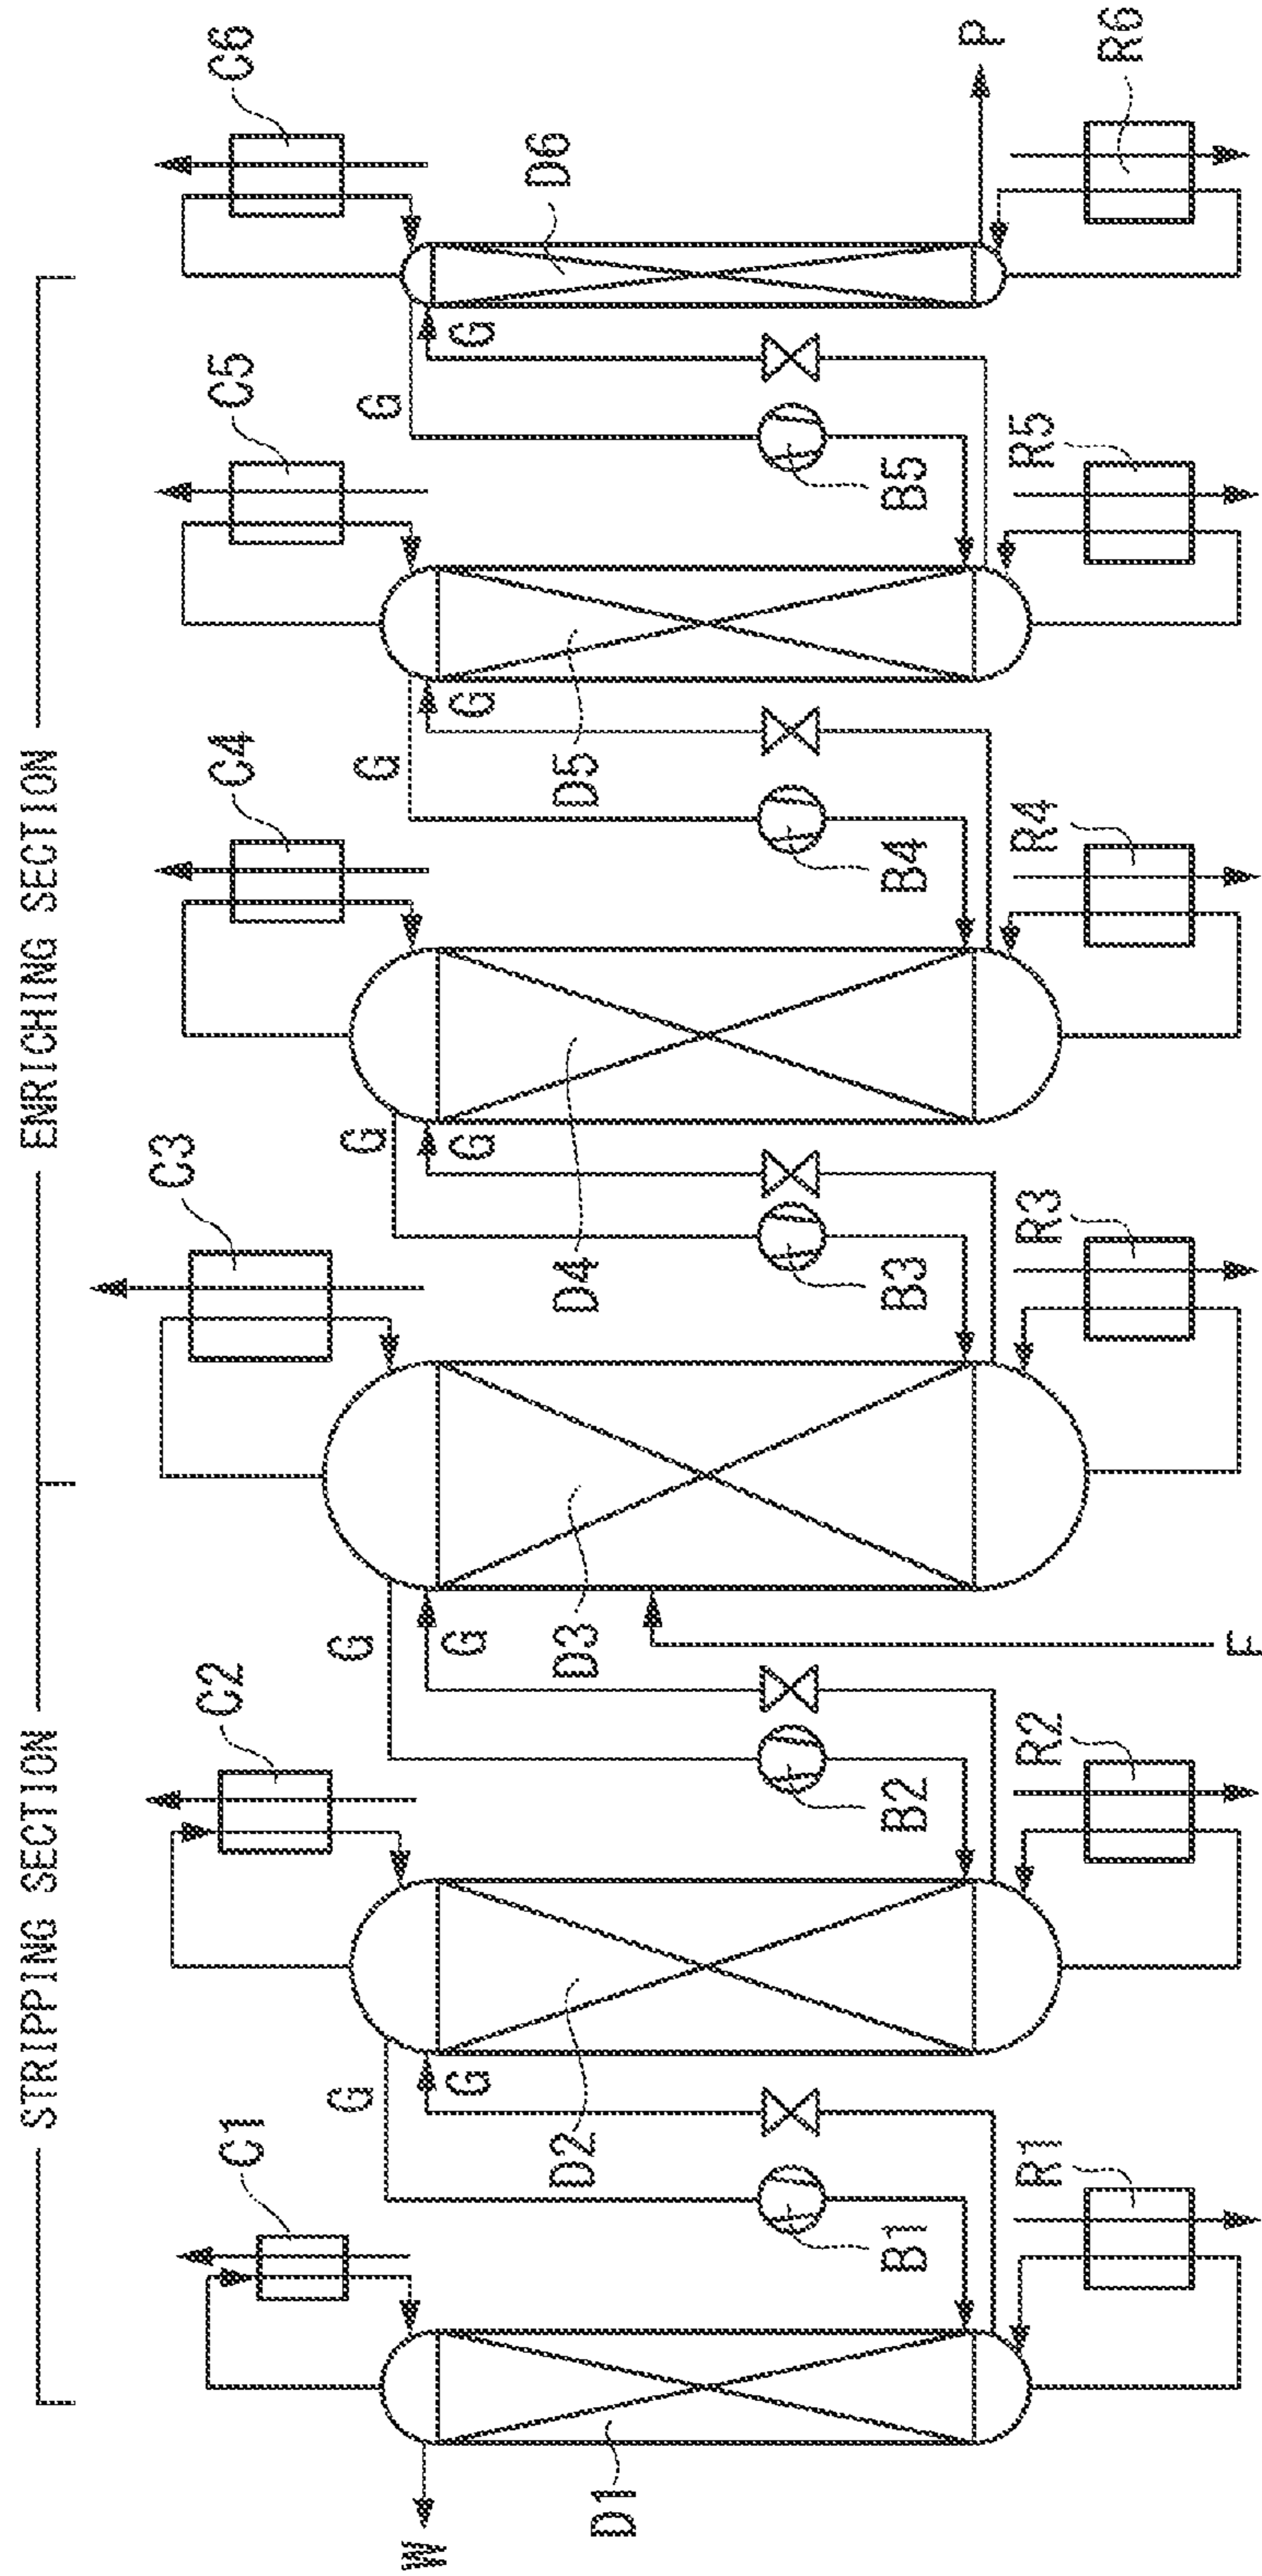 STRIPPING SECTION
ENRICHING SECTION
C1
C2
C3
C4
C5
C6
G
G
G
G
G
W
G
G
G
G
G
D1
D2
D3
D4
D5
D6
B1
B2
B3
B4
B5
P
R1
R2
R3
R4
R5
R6
F